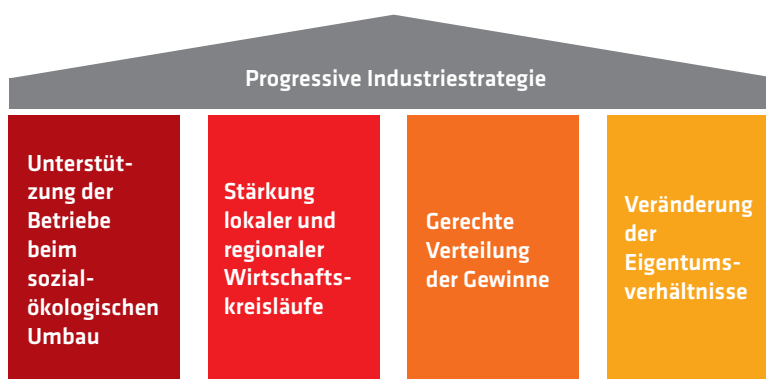 Progressive Industriestrategie
Unterstüt-
zung der
Betriebe
beim
sozial-
ökologischen
Umbau
Stärkung
lokaler und
regionaler
Wirtschafts-
kreisläufe
Gerechte
Verteilung
der Gewinne
Veränderung
der
Eigentums-
verhältnisse